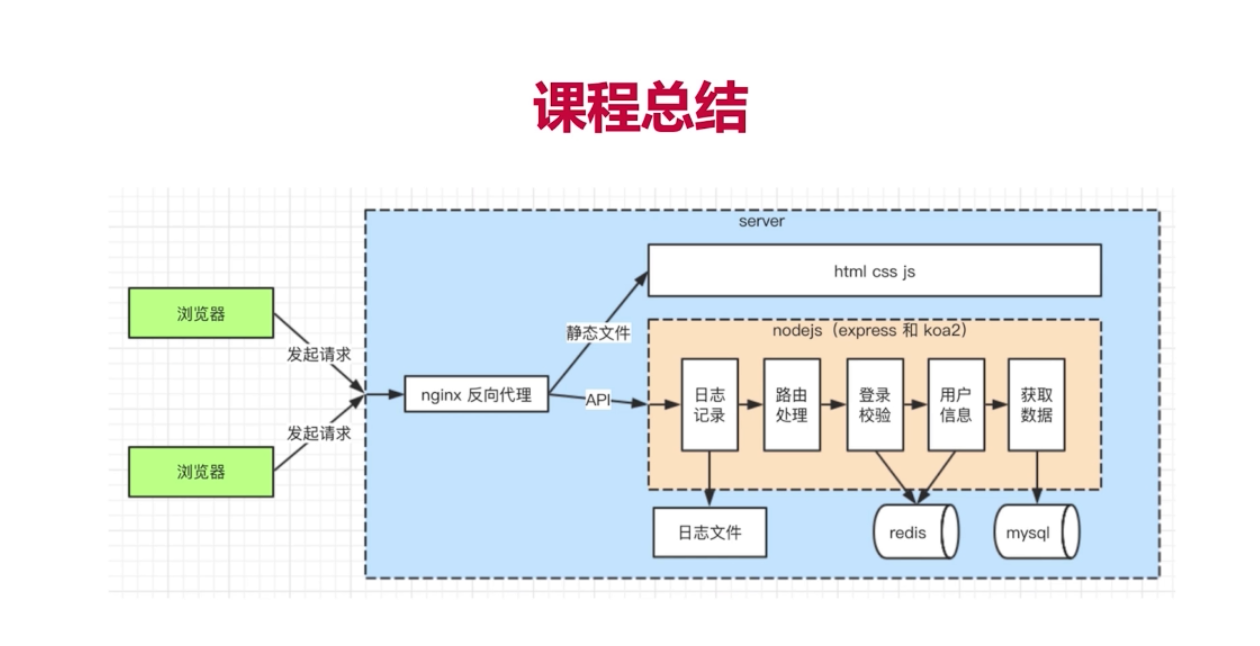 课程总结
server
html css js
浏览器
发起请求
静态文件
nodejs（express 和 koa2）
nginx 反向代理
API
日志
记录
路由
处理
登录
校验
用户
信息
获取
数据
发起请求
浏览器
日志文件
redis
mysql